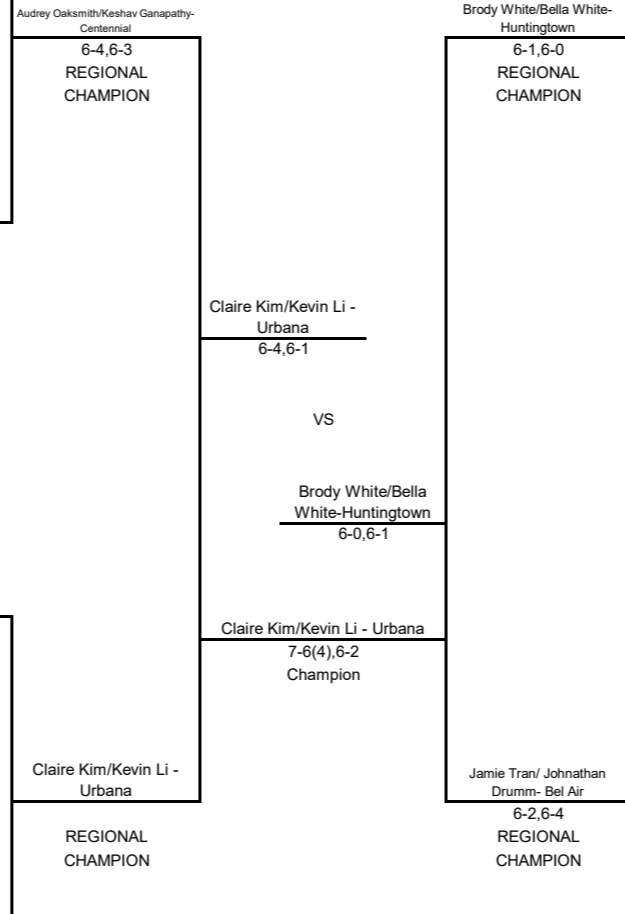 Audrey Oaksmith/Keshav Ganapathy-
Centennial
6-4,6-3
REGIONAL
CHAMPION
Brody White/Bella White-
Huntingtown
6-1,6-0
REGIONAL
CHAMPION
Claire Kim/Kevin Li -
Urbana
6-4,6-1
VS
Brody White/Bella
White-Huntingtown
6-0,6-1
Claire Kim/Kevin Li - Urbana
7-6(4),6-2
Champion
Claire Kim/Kevin Li -
Urbana
REGIONAL
CHAMPION
Jamie Tran/ Johnathan
Drumm- Bel Air
6-2,6-4
REGIONAL
CHAMPION